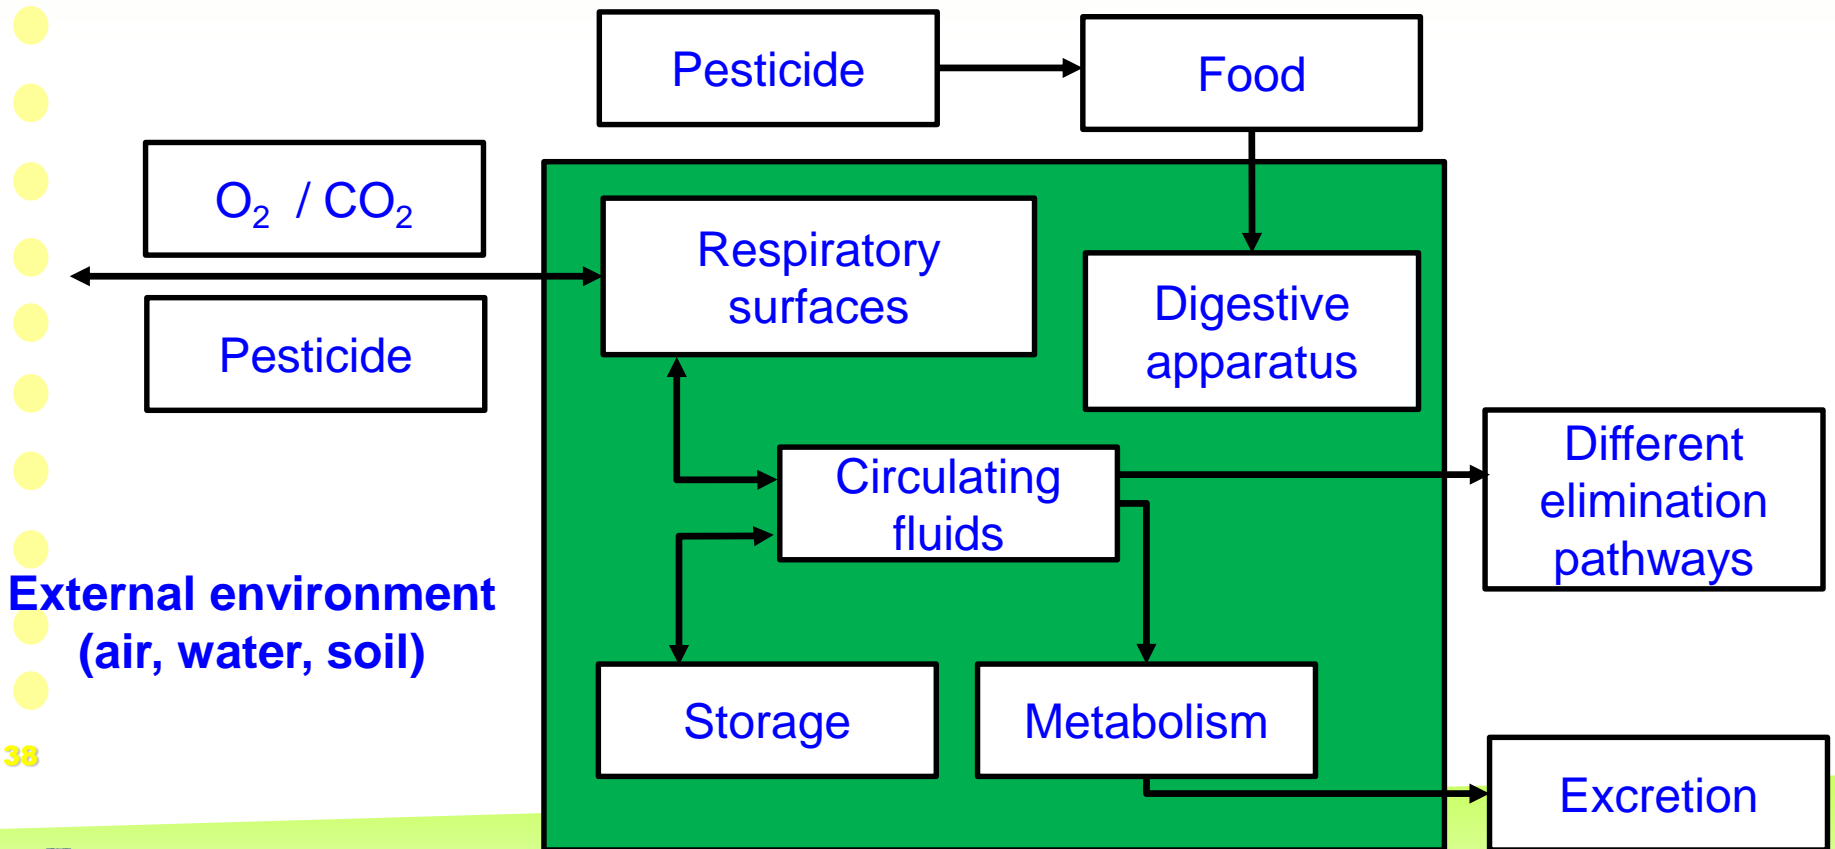 Pesticide
Food
O₂ / CO₂
Respiratory
surfaces
Pesticide
Digestive
apparatus
Circulating
fluids
Different
elimination
pathways
External environment
(air, water, soil)
Storage
Metabolism
38
Excretion